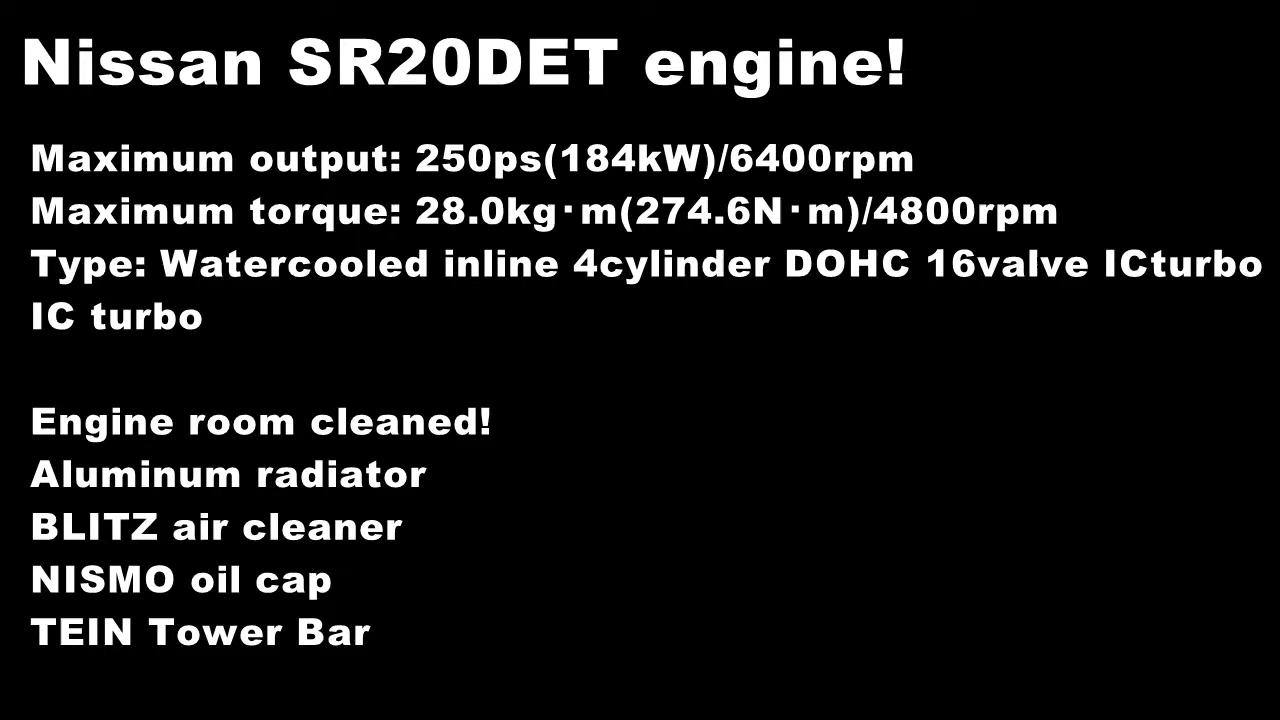 Nissan SR20DET engine!
Maximum output: 250ps(184kW)/6400rpm
Maximum torque: 28.0kg･m(274.6N･m)/4800rpm
Type: Watercooled inline 4cylinder DOHC 16valve ICturbo
IC turbo
Engine room cleaned!
Aluminum radiator
BLITZ air cleaner
NISMO oil cap
TEIN Tower Bar